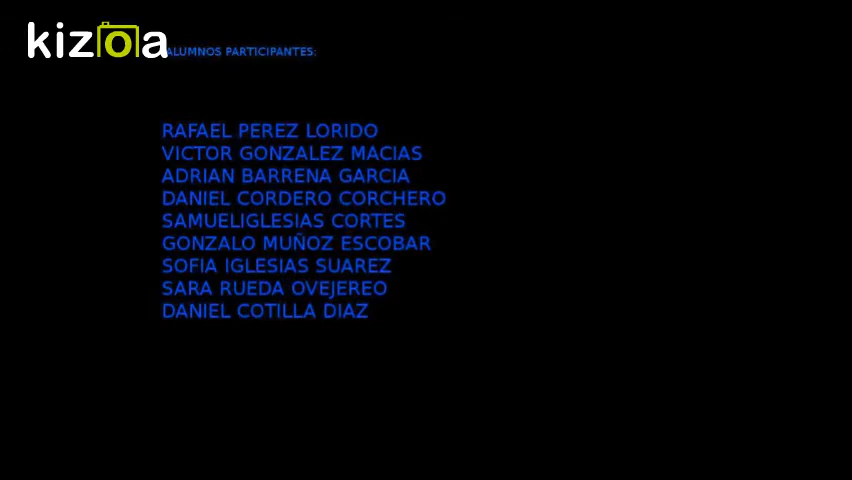 kizoa
ALUMNOS PARTICIPANTES:
RAFAEL PEREZ LORIDO
VICTOR GONZALEZ MACIAS
ADRIAN BARRENA GARCIA
DANIEL CORDERO CORCHERO
SAMUELIGLESIAS CORTES
GONZALO MUÑOZ ESCOBAR
SOFIA IGLESIAS SUAREZ
SARA RUEDA OVEJEREO
DANIEL COTILLA DIAZ